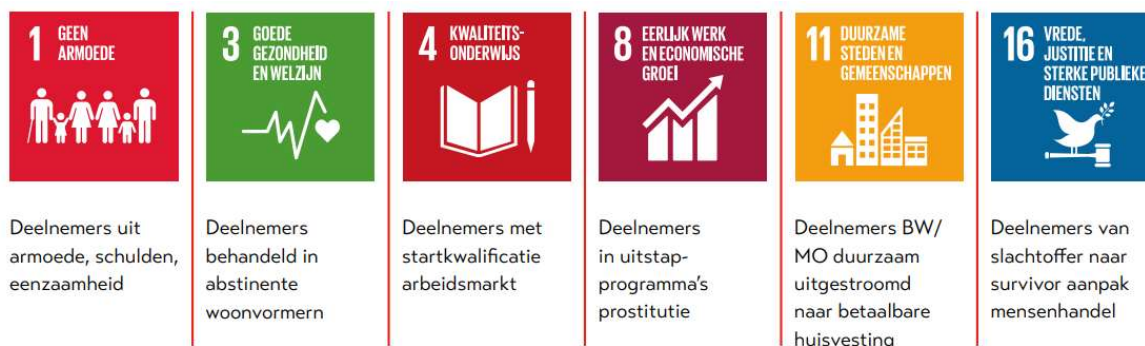 1 GEEN
ARMOEDE
Deelnemers uit
armoede, schulden,
eenzaamheid
3 GOEDE
GEZONDHEID
EN WELZIJN
Deelnemers
behandeld in
abstinente
woonvormern
4 KWALITEITS-
ONDERWIJS
Deelnemers met
startkwalificatie
arbeidsmarkt
8 EERLIJK WERK
EN ECONOMISCHE
GROEI
Deelnemers
in uitstap-
programma's
prostitutie
11 DUURZAME
STEDEN EN
GEMEENSCHAPPEN
Deelnemers BW/
MO duurzaam
uitgestroomd
naar betaalbare
huisvesting
16 VREDE,
JUSTITIE EN
STERKE PUBLIEKE
DIENSTEN
Deelnemers van
slachtoffer naar
survivor aanpak
mensenhandel